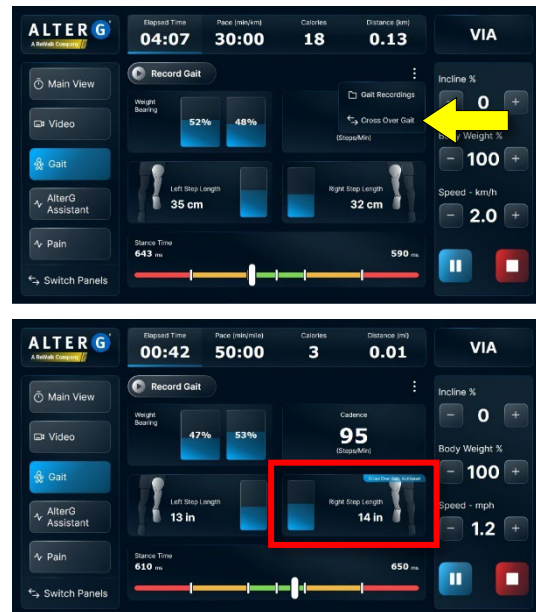 ALTER G
A ReWalk Company
Elapsed Time
04:07
Pace (min/km)
30:00
Calories
18
Distance (km)
0.13
VIA
Main View
Video
Gait
AlterG Assistant
Pain
Switch Panels
Record Gait
Gait Recordings
Cross Over Gait
Weight Bearing
52%
48%
(Steps/Min)
Left Step Length
35 cm
Right Step Length
32 cm
Stance Time
643 ms
590 ms
Incline %
0
+
Body Weight %
- 100 +
Speed - km/h
- 2.0 +
ALTER G
A ReWalk Company
Elapsed Time
00:42
Pace (min/mile)
50:00
Calories
3
Distance (mi)
0.01
VIA
Main View
Video
Gait
AlterG Assistant
Pain
Switch Panels
Record Gait
Weight Bearing
47%
53%
Cadence
95
(Steps/Min)
Left Step Length
13 in
Cross Over Gait Activated
Right Step Length
14 in
Stance Time
610 ms
650 ms
Incline %
- 0 +
Body Weight %
- 100 +
Speed - mph
- 1.2 +